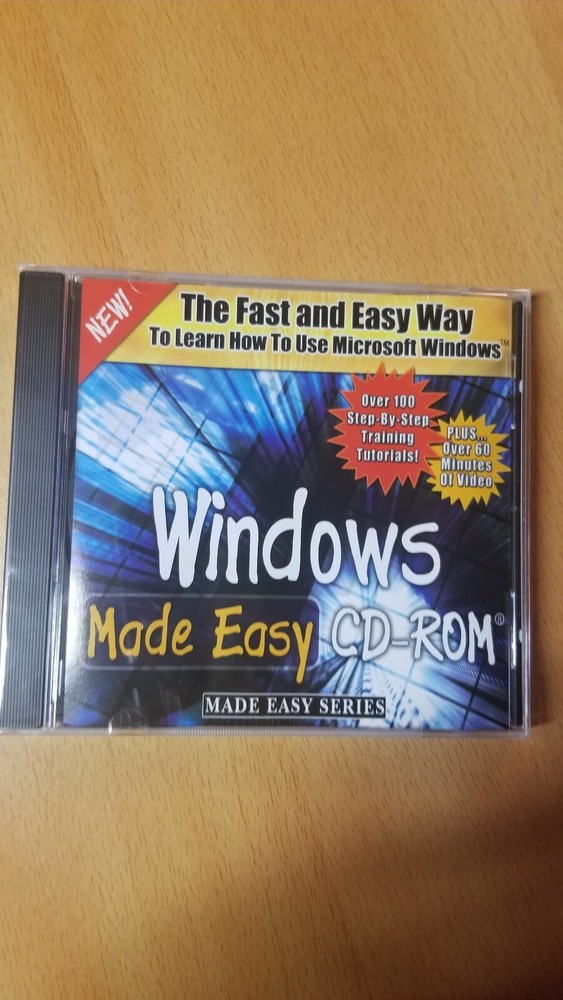 NEW!
The Fast and Easy Way
To Learn How To Use Microsoft Windows™
Over 100
Step-By-Step
Training
Tutorials!
PLUS...
Over 60
Minutes
Of Video
Windows
Made Easy CD-ROM®
MADE EASY SERIES